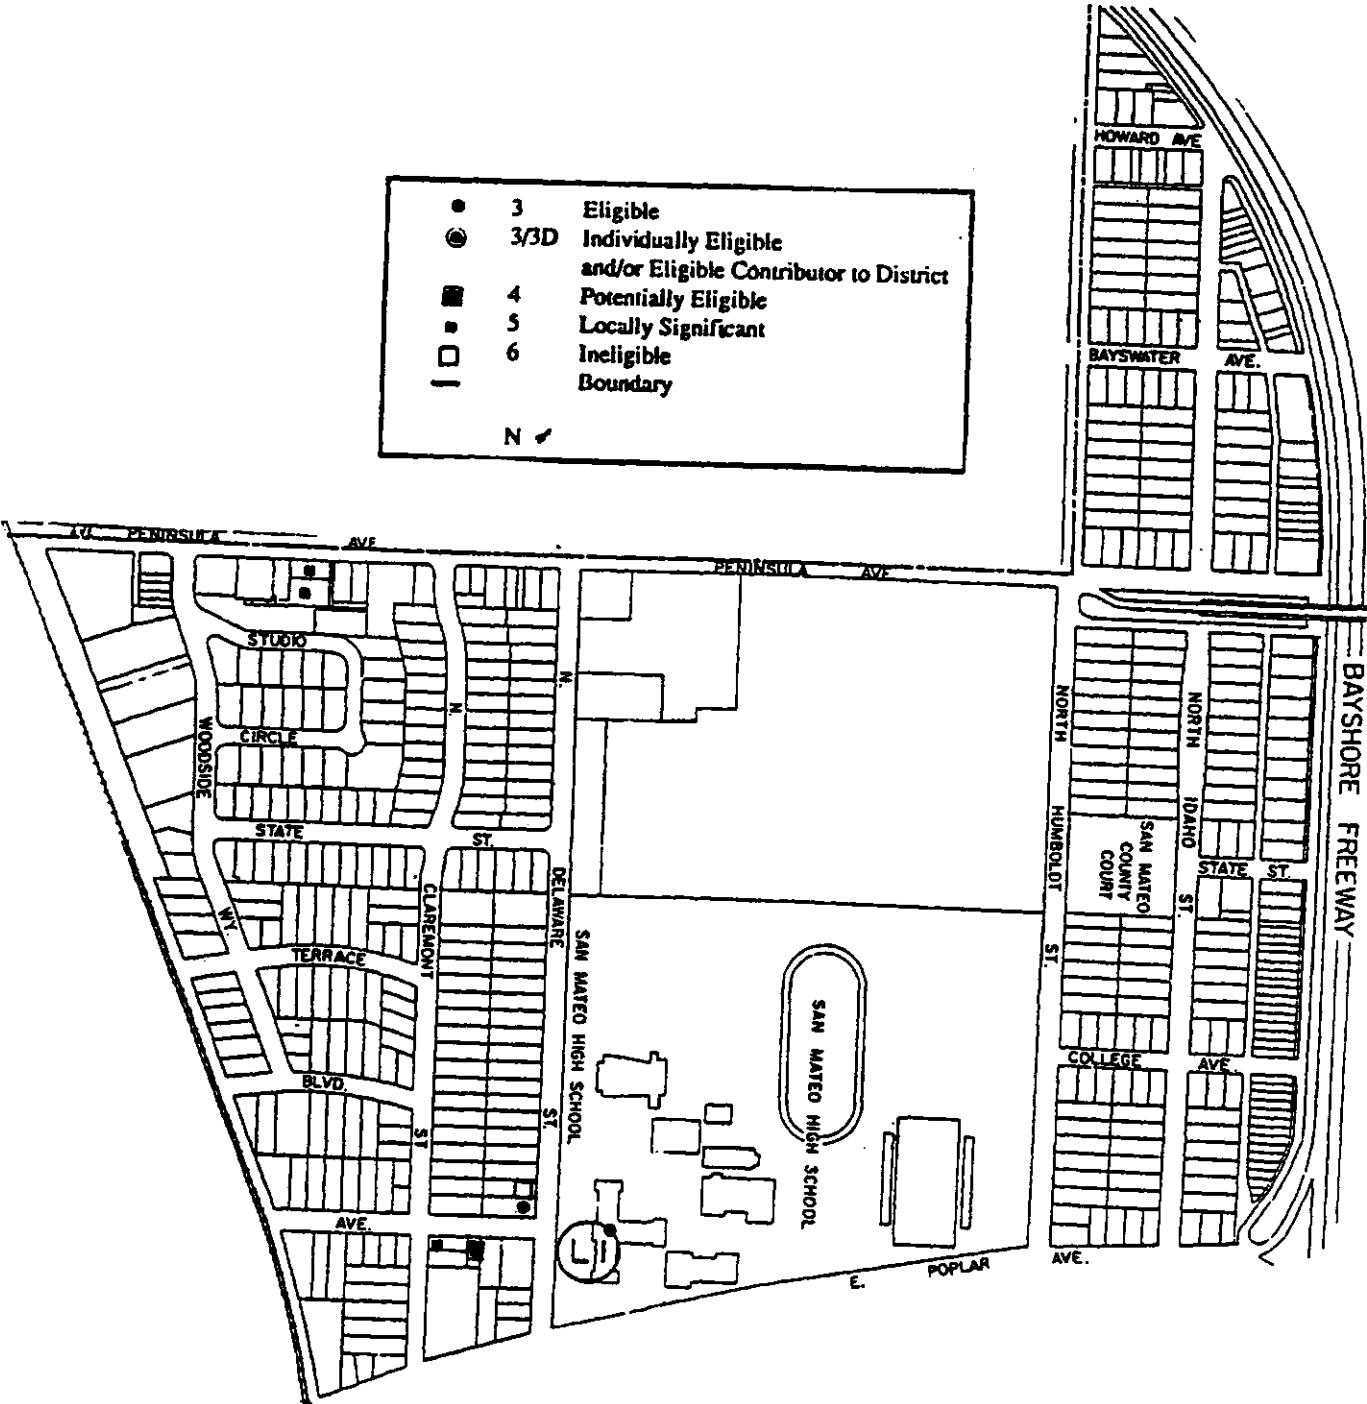 HOWARD AVE
3 Eligible
3/3D Individually Eligible
and/or Eligible Contributor to District
4 Potentially Eligible
5 Locally Significant
6 Ineligible
Boundary
N
BAYSWATER AVE.
PENINSULA AVE
PENINSULA AVE
STUDIO
CIRCLE
WOODSIDE
WY.
N.
CLAREMONT
ST
N.
DELAWARE
ST.
STATE ST.
TERRACE
BLVD.
AVE.
SAN MATEO HIGH SCHOOL
SAN MATEO HIGH SCHOOL
NORTH
HUMBOLDT
ST.
NORTH
IDAHO
ST.
SAN MATEO
COUNTY
COURT
STATE ST.
COLLEGE AVE.
E. POPLAR AVE.
BAYSHORE FREEWAY